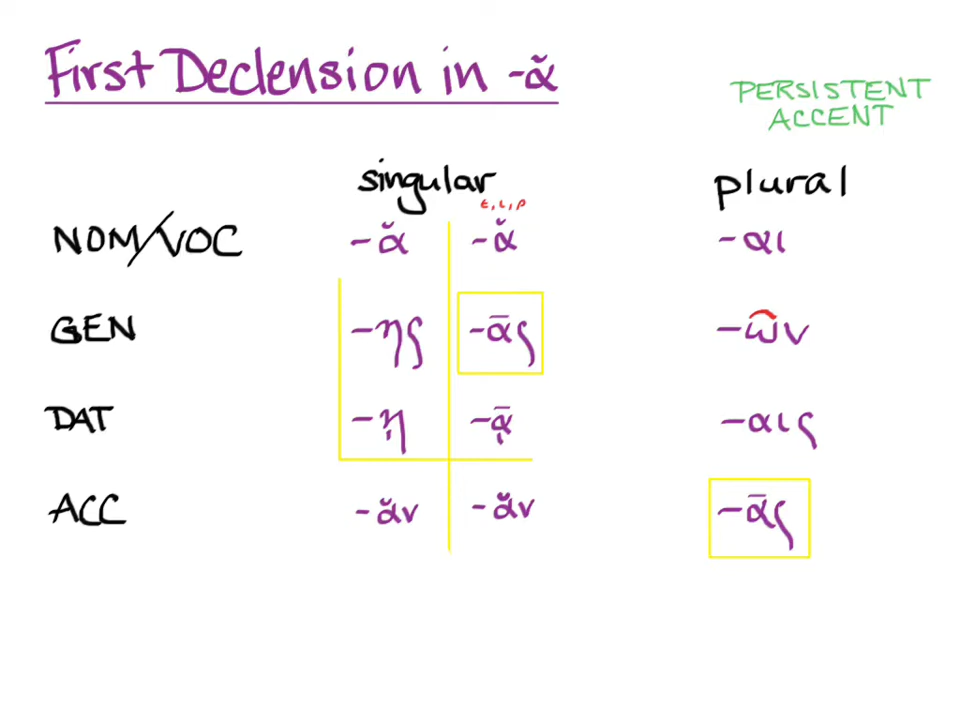 First Declension in -ᾰ
PERSISTENT
ACCENT
singular plural
ε, ι, ρ
NOM/VOC -ᾰ -ᾰ -αι
GEN -ης -ᾱς -ῶν
DAT -ῃ -ᾱͅ -αις
ACC -ᾰν -ᾰν -ᾱς